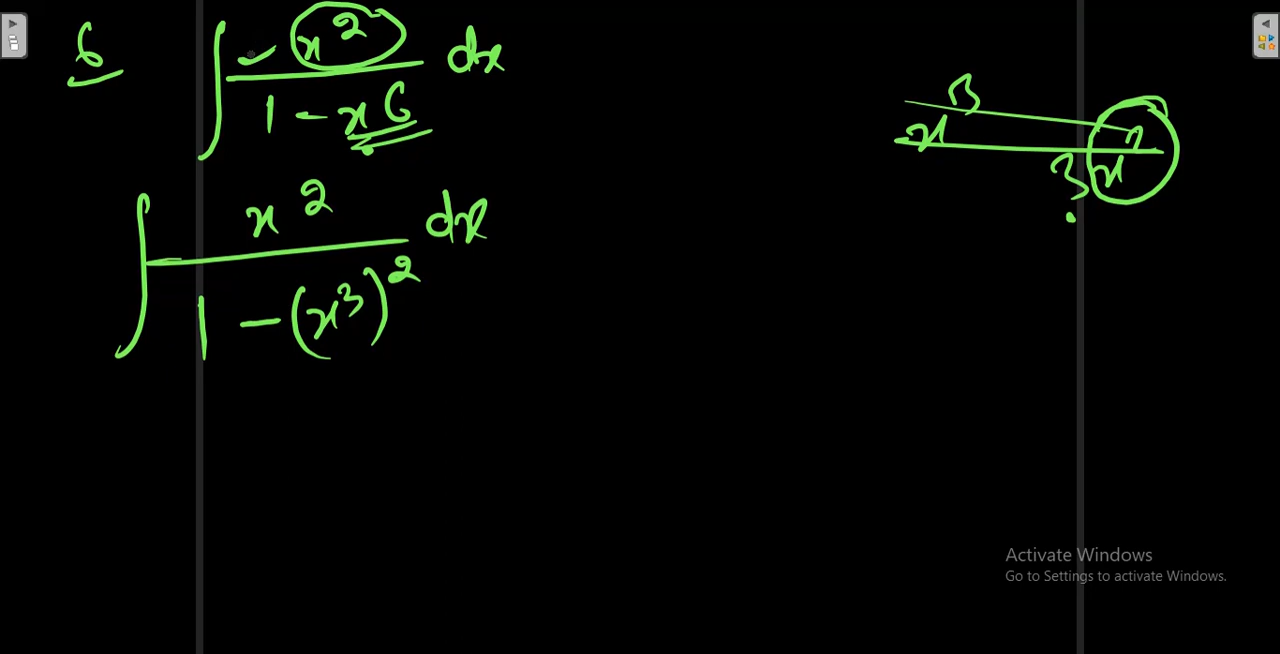 6 ∫ x² / (1 - x⁶) dx
x³
3x²
∫ x² / (1 - (x³)²) dx
Activate Windows
Go to Settings to activate Windows.